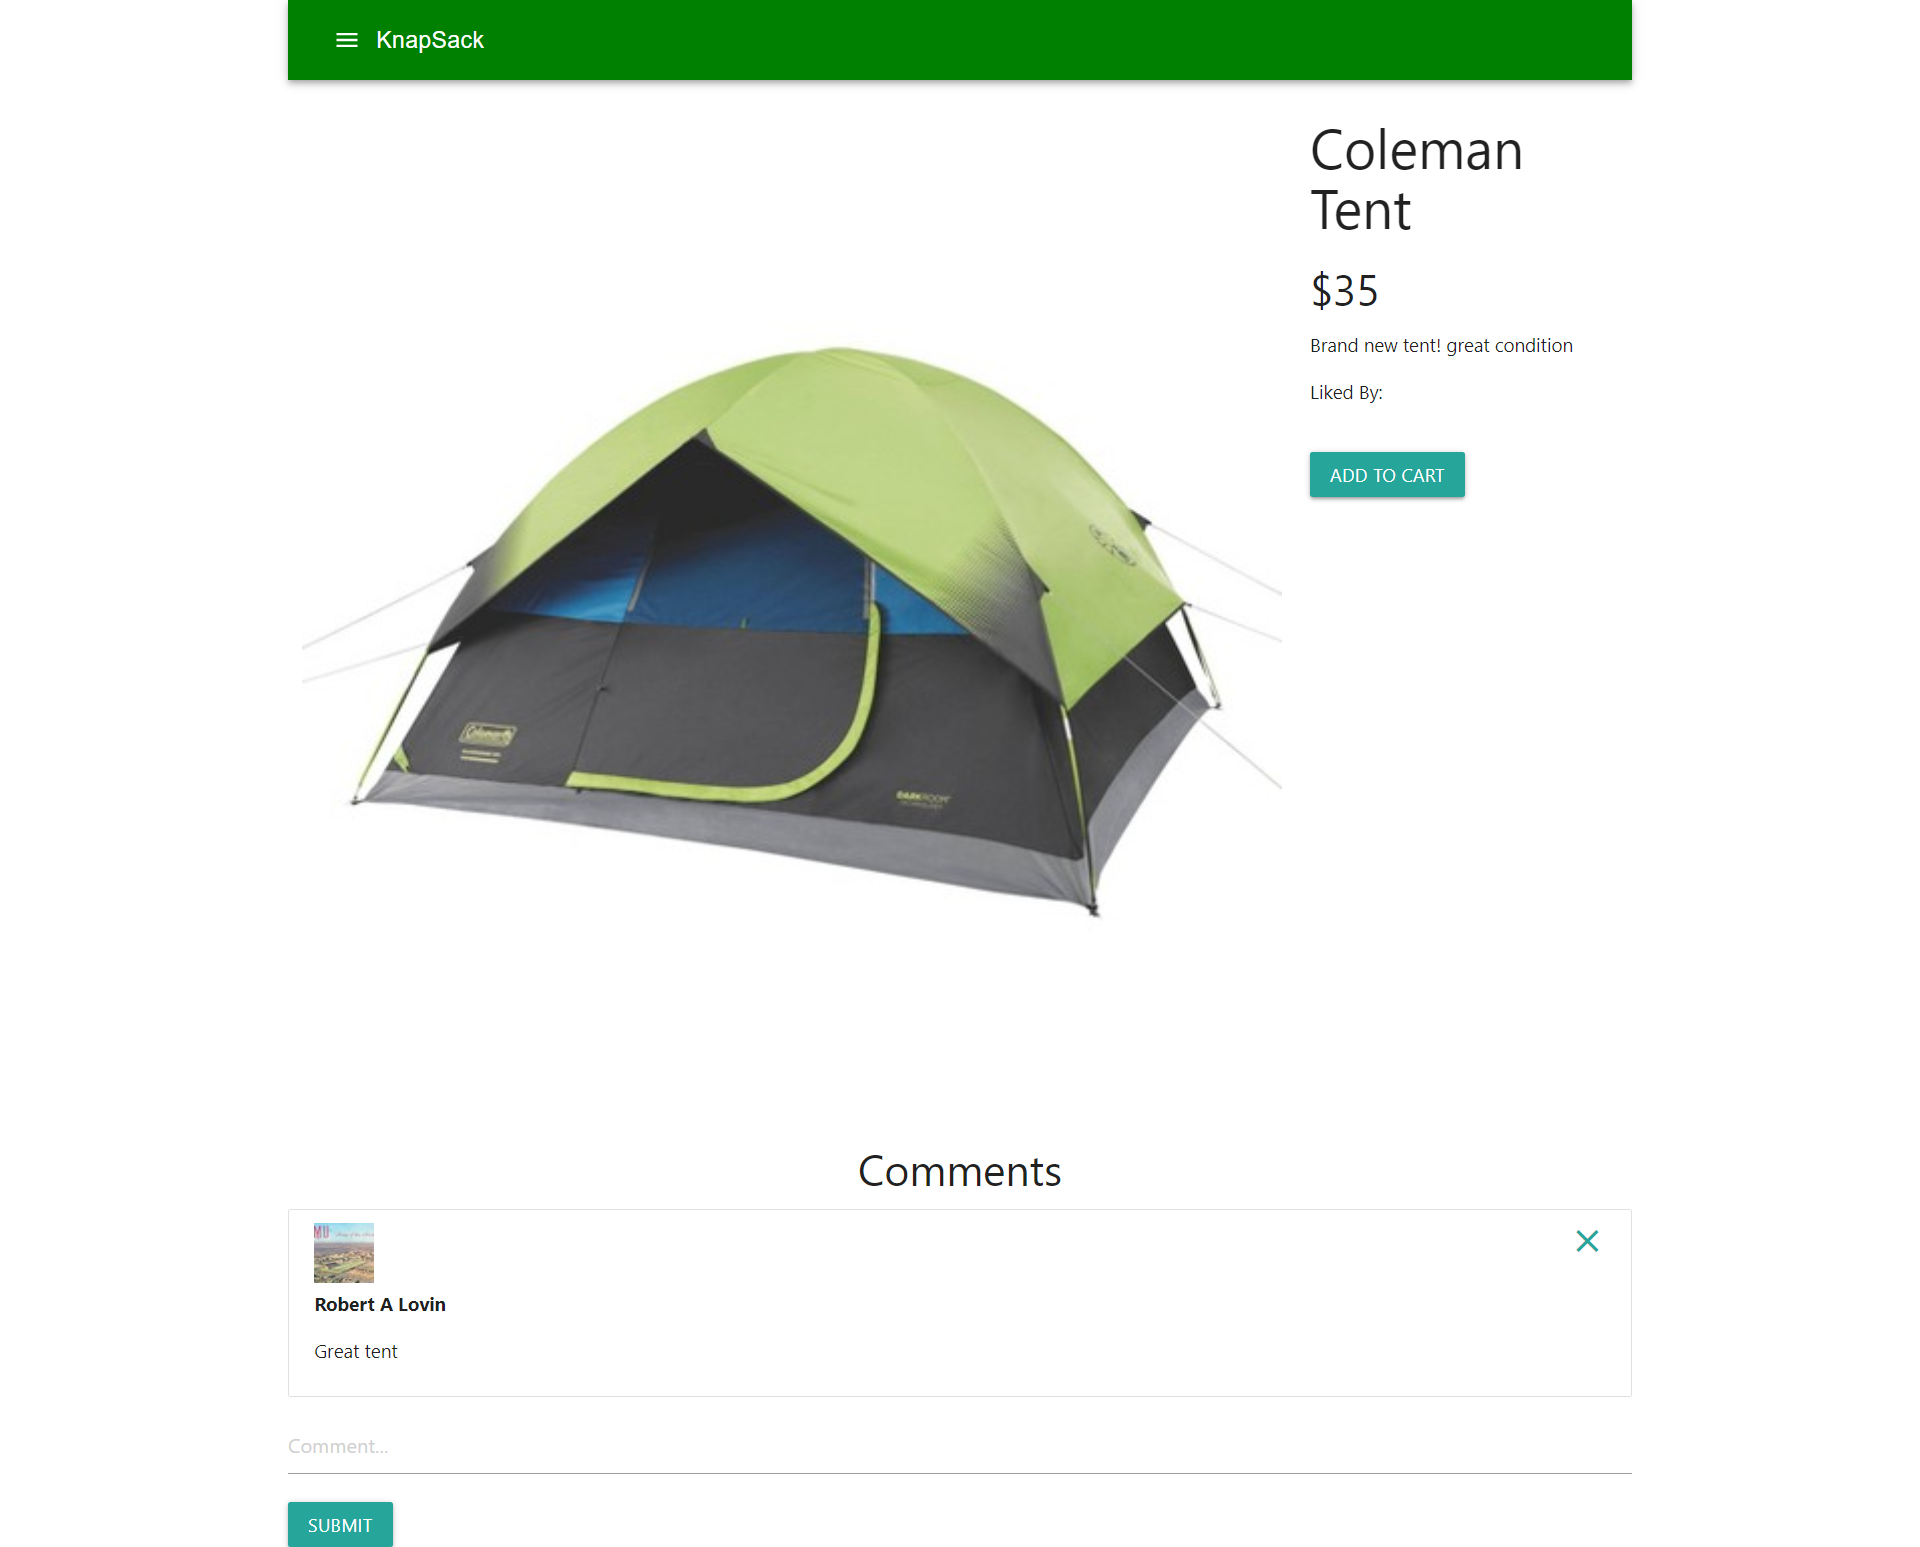 KnapSack
Coleman
Tent
$35
Brand new tent! great condition
Liked By:
ADD TO CART
Coleman
DARKROOM
Comments
MU
Robert A Lovin
Great tent
Comment...
SUBMIT